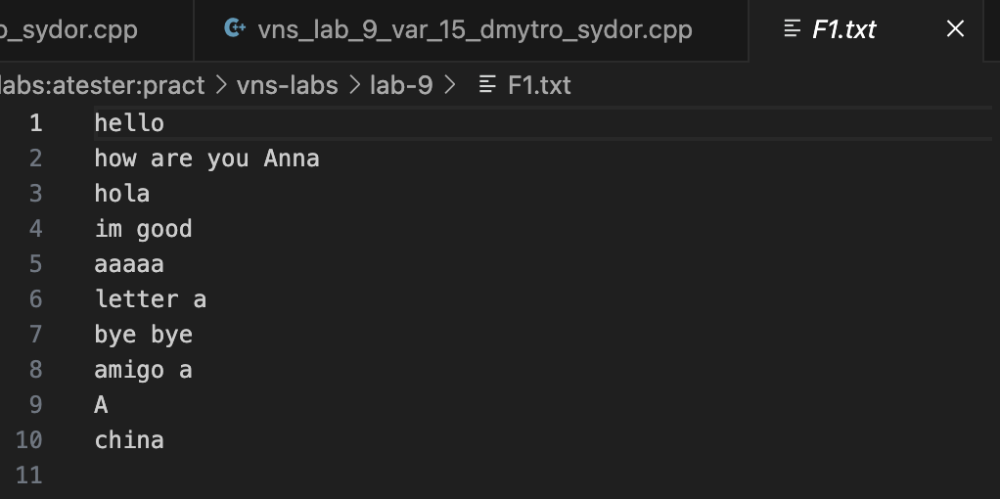 o_sydor.cpp vns_lab_9_var_15_dmytro_sydor.cpp F1.txt
labs:atester:pract > vns-labs > lab-9 > F1.txt
1 hello
2 how are you Anna
3 hola
4 im good
5 aaaaa
6 letter a
7 bye bye
8 amigo a
9 A
10 china
11